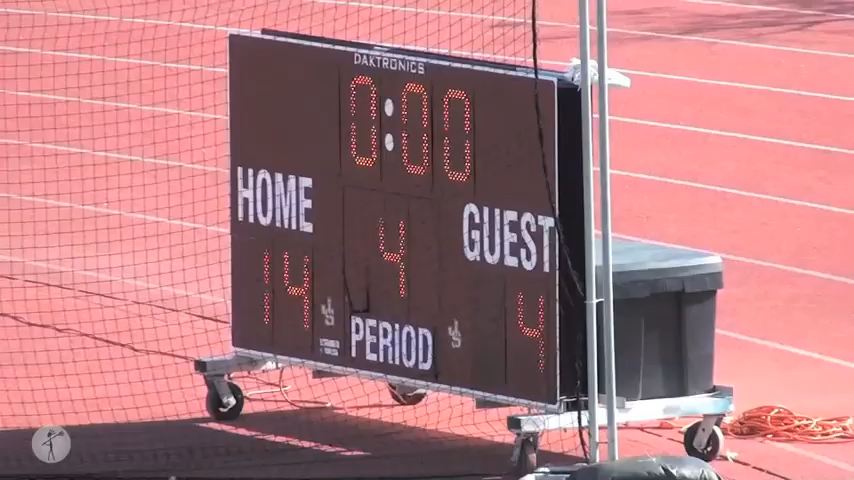 DAKTRONICS
0:00
HOME
GUEST
14
4
4
PERIOD